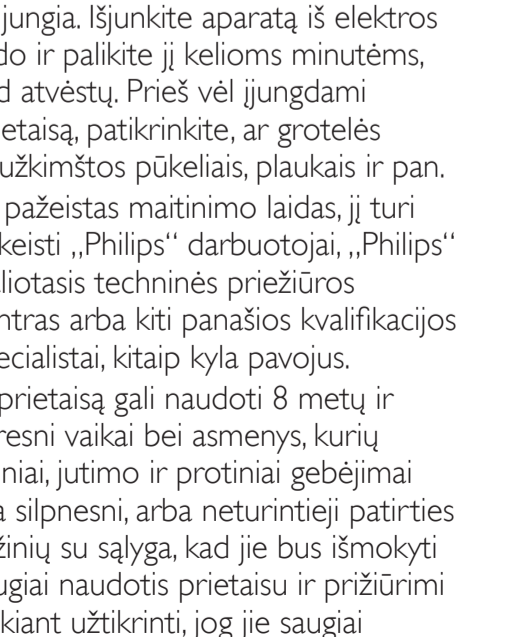 jungia. Išjunkite aparatą iš elektros
do ir palikite jį kelioms minutėms,
d atvėstų. Prieš vėl įjungdami
etaisą, patikrinkite, ar grotelės
užkimštos pūkeliais, plaukais ir pan.
pažeistas maitinimo laidas, jį turi
keisti „Philips“ darbuotojai, „Philips“
liotasis techninės priežiūros
ntras arba kiti panašios kvalifikacijos
ecialistai, kitaip kyla pavojus.
prietaisą gali naudoti 8 metų ir
resni vaikai bei asmenys, kurių
niai, jutimo ir protiniai gebėjimai
a silpnesni, arba neturintieji patirties
žinių su sąlyga, kad jie bus išmokyti
ugiai naudotis prietaisu ir prižiūrimi
kiant užtikrinti, jog jie saugiai